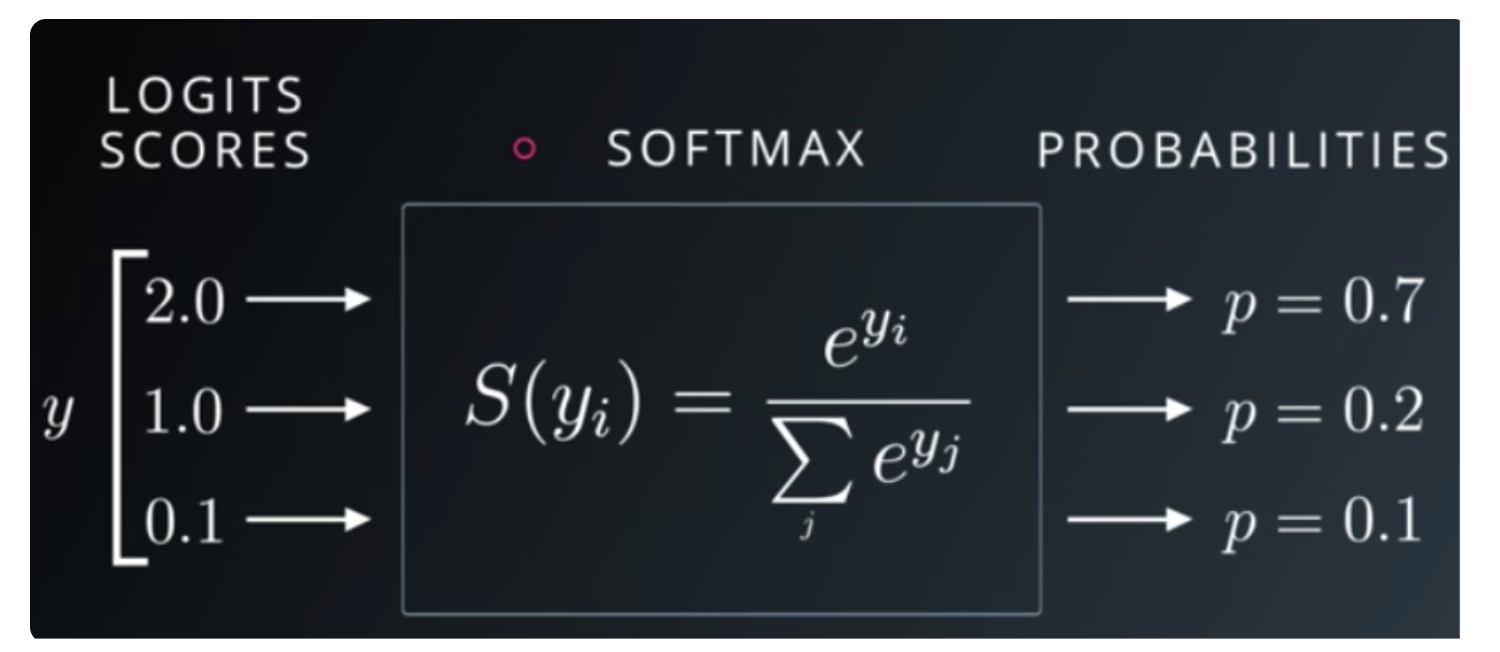 LOGITS
SCORES
SOFTMAX
PROBABILITIES
y
2.0
1.0
0.1
S(y_i) = e^{y_i} / ∑_j e^{y_j}
p = 0.7
p = 0.2
p = 0.1